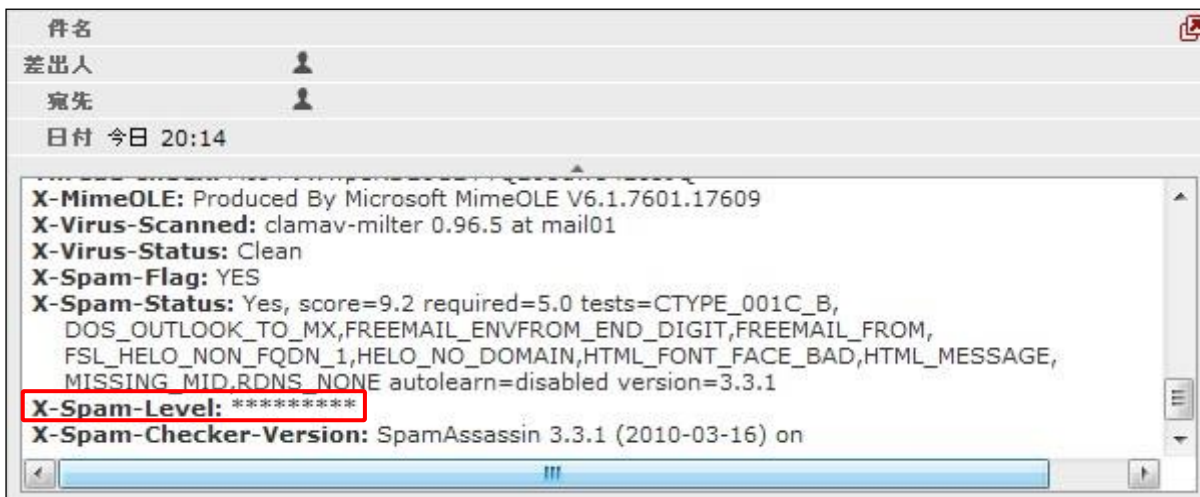 件名
差出人
宛先
日付 今日 20:14
X-MimeOLE: Produced By Microsoft MimeOLE V6.1.7601.17609
X-Virus-Scanned: clamav-milter 0.96.5 at mail01
X-Virus-Status: Clean
X-Spam-Flag: YES
X-Spam-Status: Yes, score=9.2 required=5.0 tests=CTYPE_001C_B,
DOS_OUTLOOK_TO_MX,FREEMAIL_ENVFROM_END_DIGIT,FREEMAIL_FROM,
FSL_HELO_NON_FQDN_1,HELO_NO_DOMAIN,HTML_FONT_FACE_BAD,HTML_MESSAGE,
MISSING_MID,RDNS_NONE autolearn=disabled version=3.3.1
X-Spam-Level: *********
X-Spam-Checker-Version: SpamAssassin 3.3.1 (2010-03-16) on